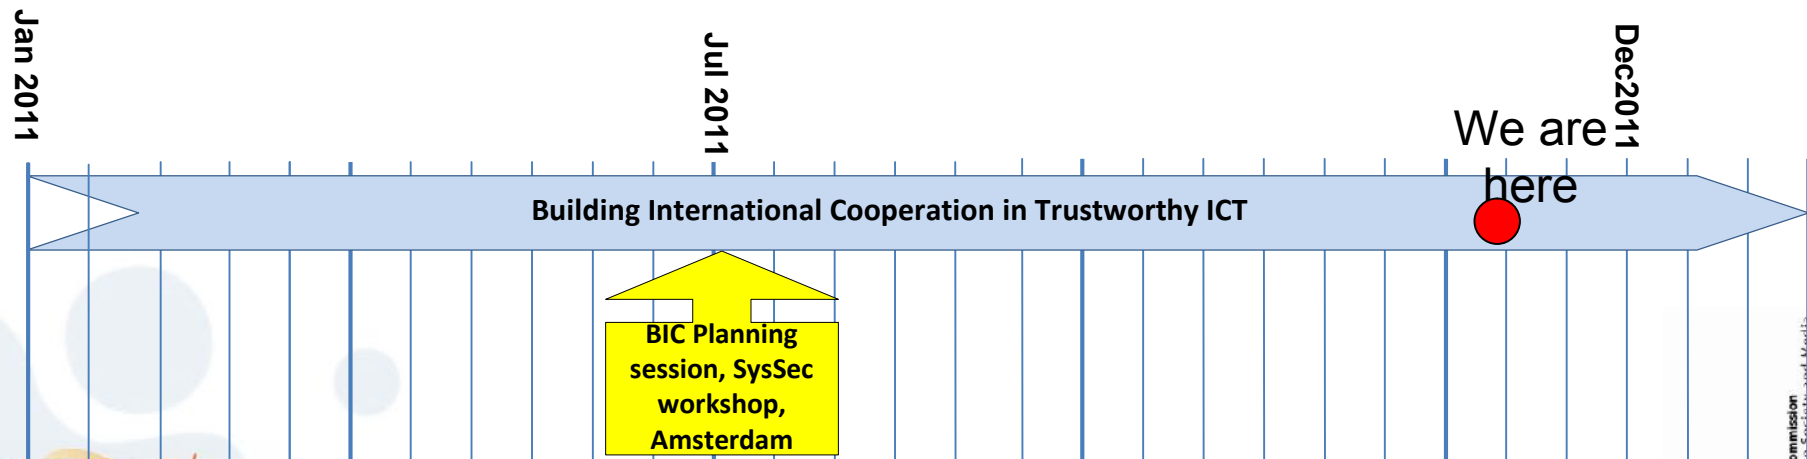 Jan 2011
Jul 2011
Dec2011
We are
here
Building International Cooperation in Trustworthy ICT
BIC Planning
session, SysSec
workshop,
Amsterdam